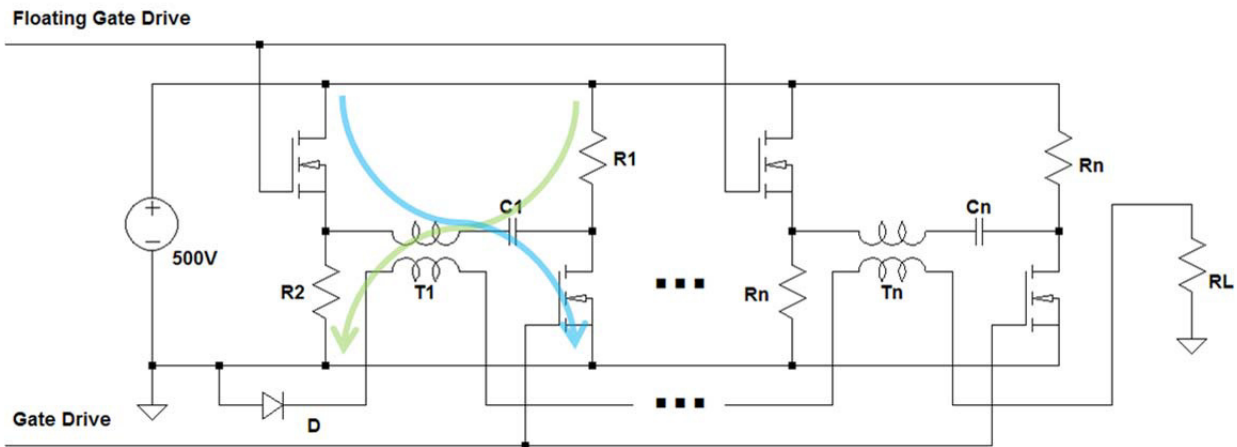 Floating Gate Drive
R1
Rn
C1
Cn
500V
R2
T1
Rn
Tn
RL
D
Gate Drive